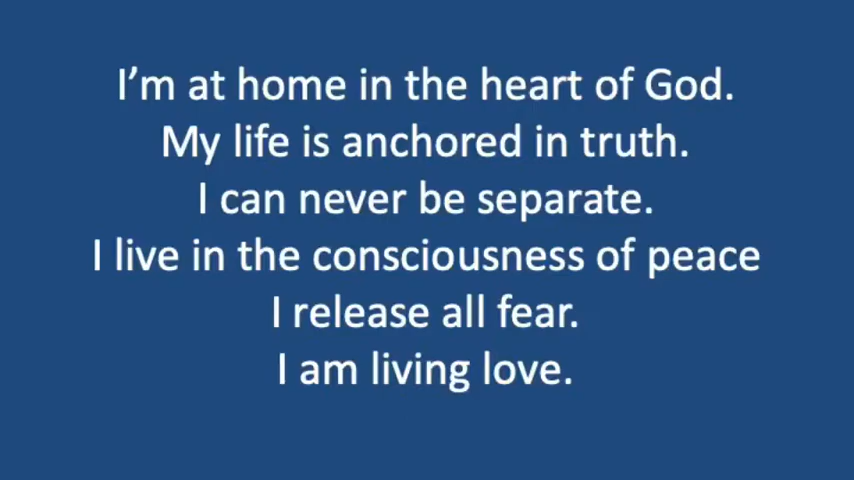 I’m at home in the heart of God.
My life is anchored in truth.
I can never be separate.
I live in the consciousness of peace
I release all fear.
I am living love.